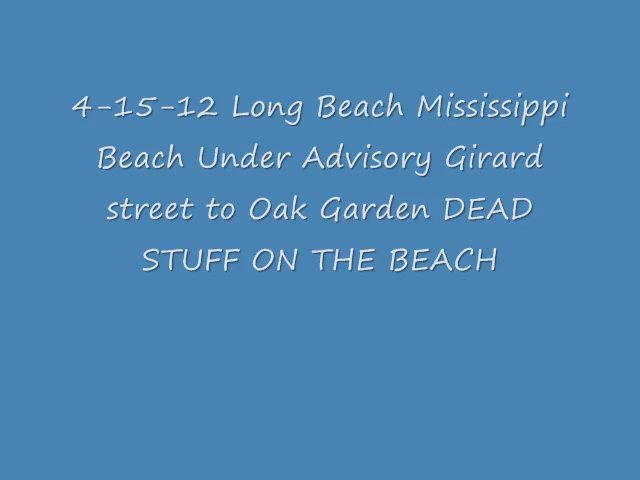 4-15-12 Long Beach Mississippi
Beach Under Advisory Girard
street to Oak Garden DEAD
STUFF ON THE BEACH